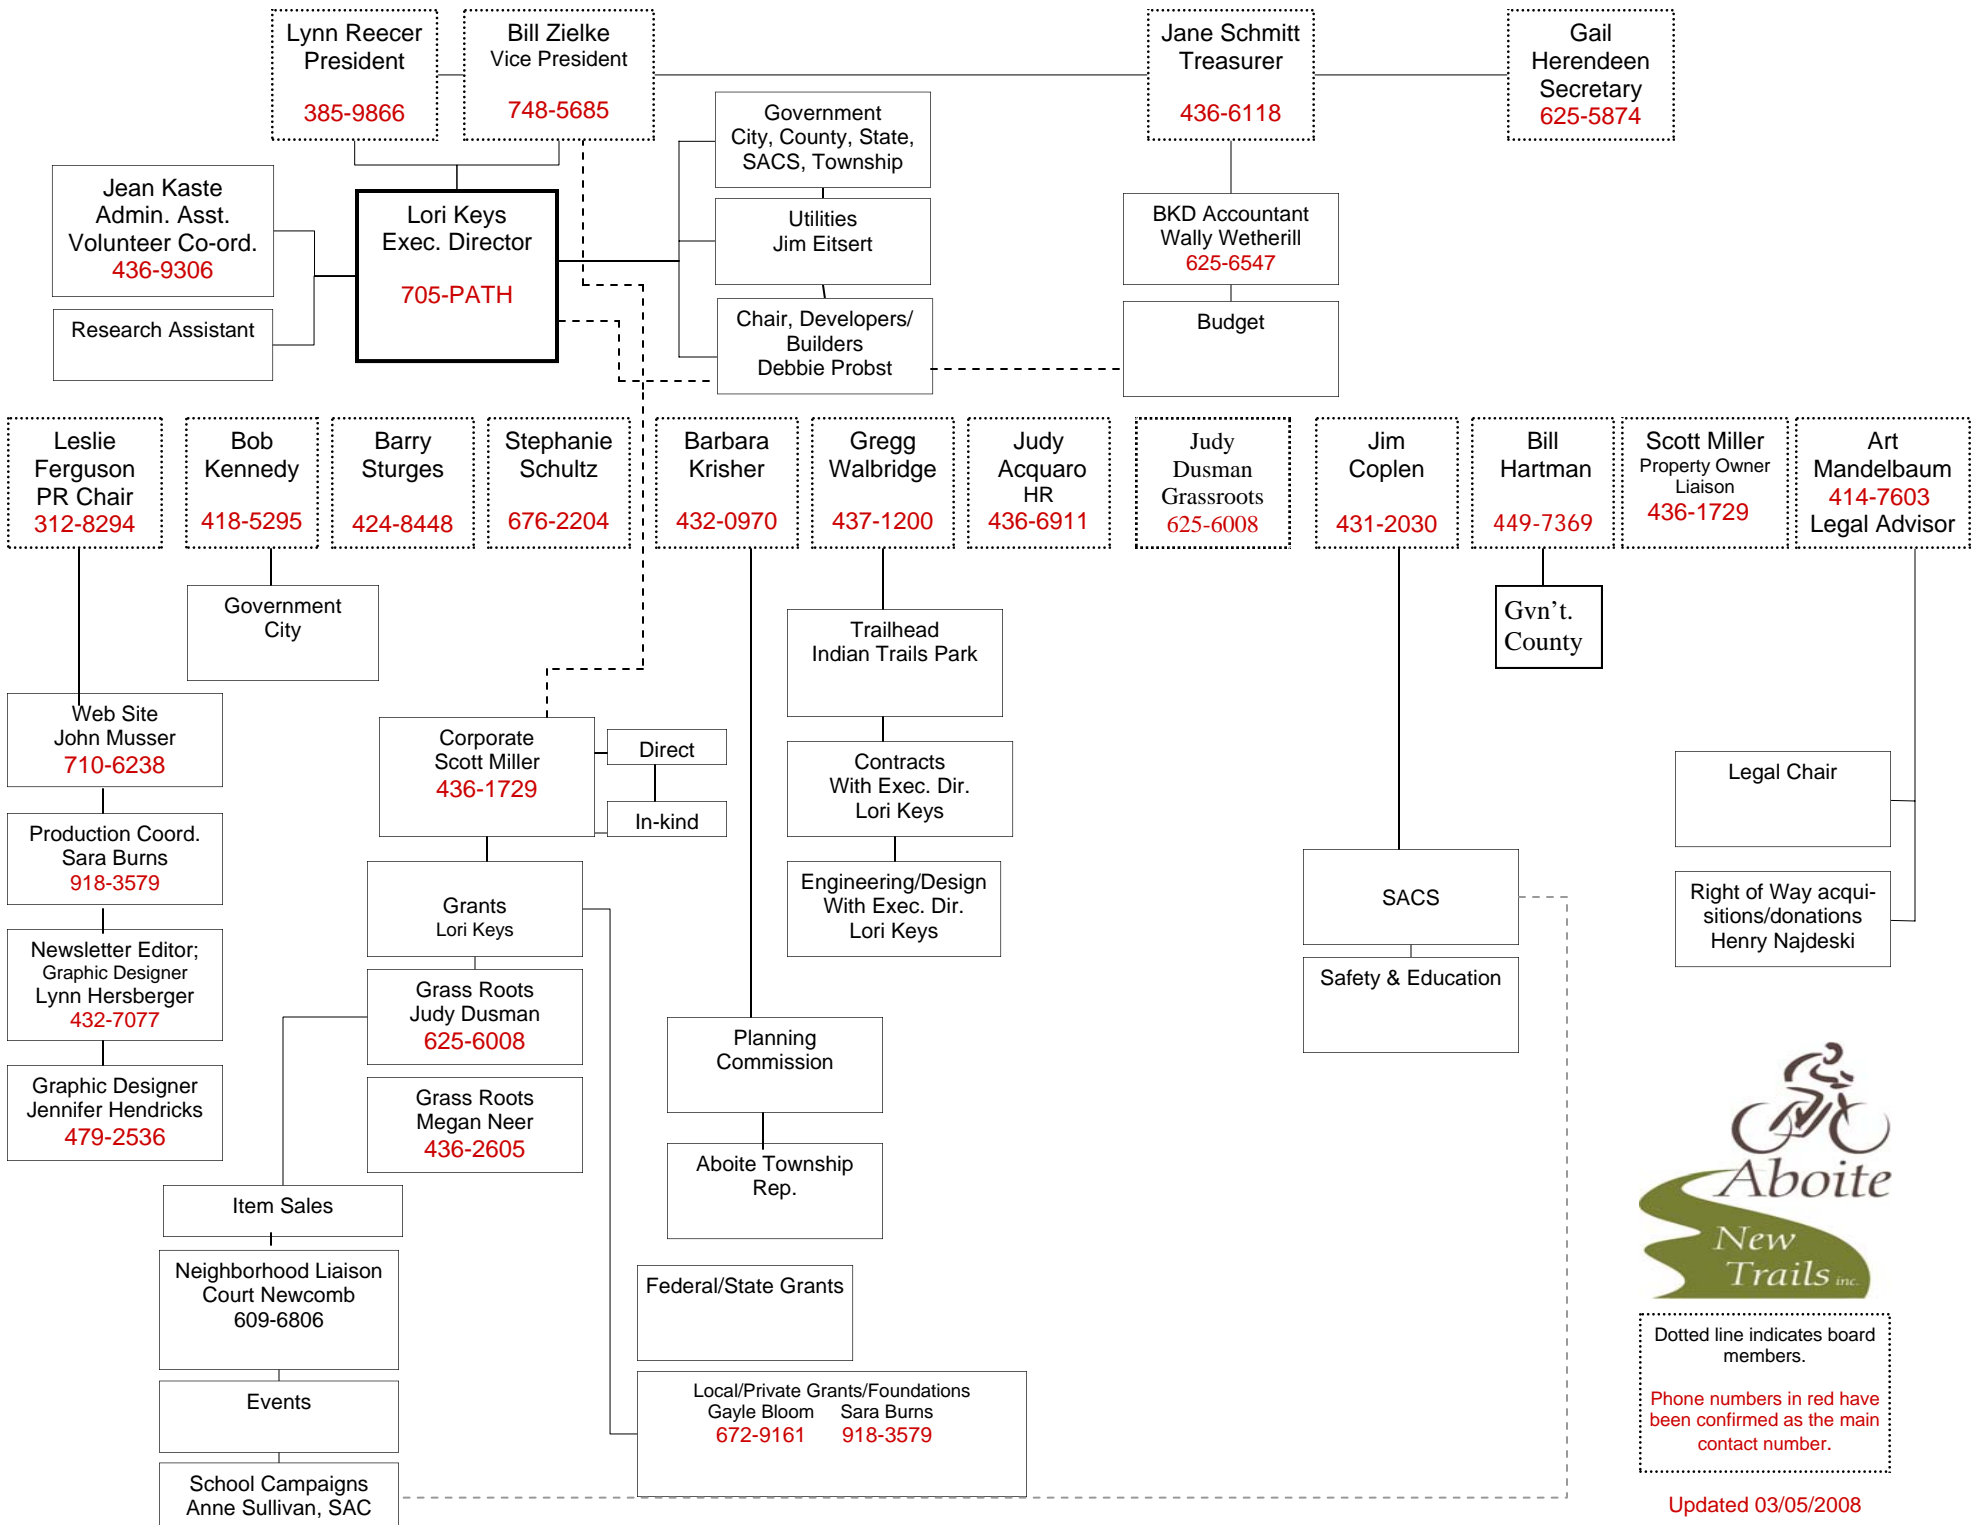 Lynn Reecer
President
385-9866
Bill Zielke
Vice President
748-5685
Jane Schmitt
Treasurer
436-6118
Gail
Herendeen
Secretary
625-5874
Jean Kaste
Admin. Asst.
Volunteer Co-ord.
436-9306
Research Assistant
Lori Keys
Exec. Director
705-PATH
Government
City, County, State,
SACS, Township
Utilities
Jim Eitsert
Chair, Developers/
Builders
Debbie Probst
BKD Accountant
Wally Wetherill
625-6547
Budget
Leslie
Ferguson
PR Chair
312-8294
Bob
Kennedy
418-5295
Barry
Sturges
424-8448
Stephanie
Schultz
676-2204
Barbara
Krisher
432-0970
Gregg
Walbridge
437-1200
Judy
Acquaro
HR
436-6911
Judy
Dusman
Grassroots
625-6008
Jim
Coplen
431-2030
Bill
Hartman
449-7369
Scott Miller
Property Owner
Liaison
436-1729
Art
Mandelbaum
414-7603
Legal Advisor
Government
City
Web Site
John Musser
710-6238
Production Coord.
Sara Burns
918-3579
Newsletter Editor;
Graphic Designer
Lynn Hersberger
432-7077
Graphic Designer
Jennifer Hendricks
479-2536
Corporate
Scott Miller
436-1729
Direct
In-kind
Grants
Lori Keys
Grass Roots
Judy Dusman
625-6008
Grass Roots
Megan Neer
436-2605
Item Sales
Neighborhood Liaison
Court Newcomb
609-6806
Events
School Campaigns
Anne Sullivan, SAC
Planning
Commission
Aboite Township
Rep.
Federal/State Grants
Local/Private Grants/Foundations
Gayle Bloom Sara Burns
672-9161 918-3579
Trailhead
Indian Trails Park
Contracts
With Exec. Dir.
Lori Keys
Engineering/Design
With Exec. Dir.
Lori Keys
SACS
Safety & Education
Gvn't.
County
Legal Chair
Right of Way acqui-
sitions/donations
Henry Najdeski
Aboite
New
Trails inc.
Dotted line indicates board
members.
Phone numbers in red have
been confirmed as the main
contact number.
Updated 03/05/2008